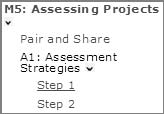 M5: Assessing Projects
Pair and Share
A1: Assessment
Strategies
Step 1
Step 2